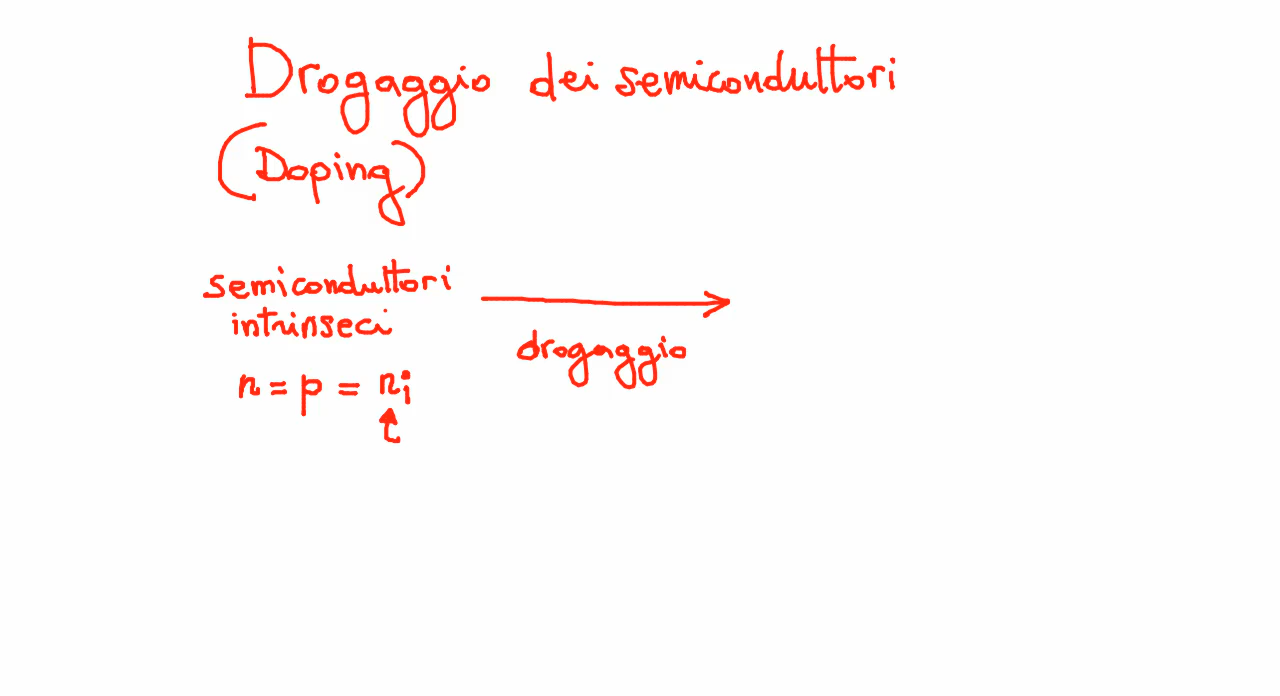 Drogaggio dei semiconduttori
(Doping)
semiconduttori
intrinseci
drogaggio
n = p = ni